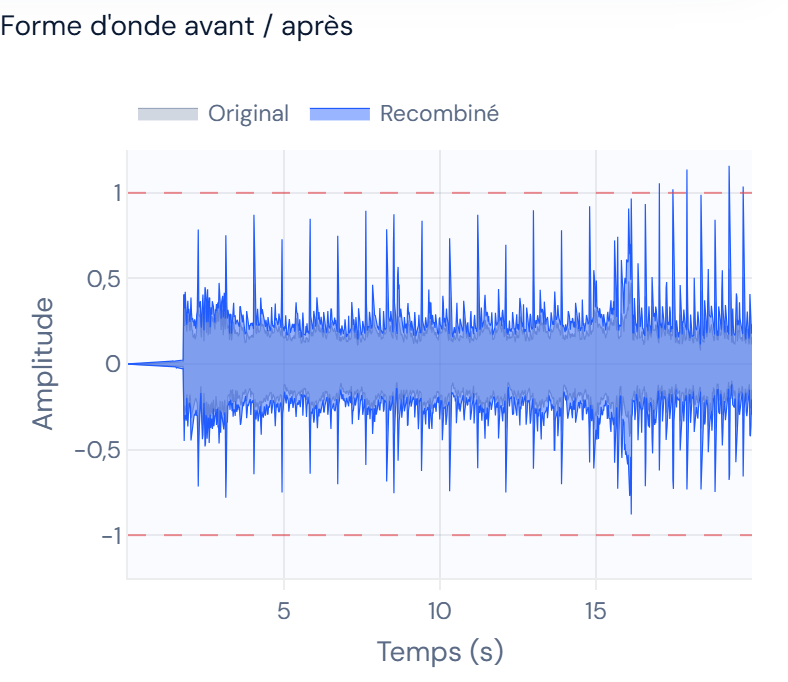 Forme d'onde avant / après
Original Recombiné
1
0,5
0
−0,5
−1
Amplitude
5 10 15
Temps (s)